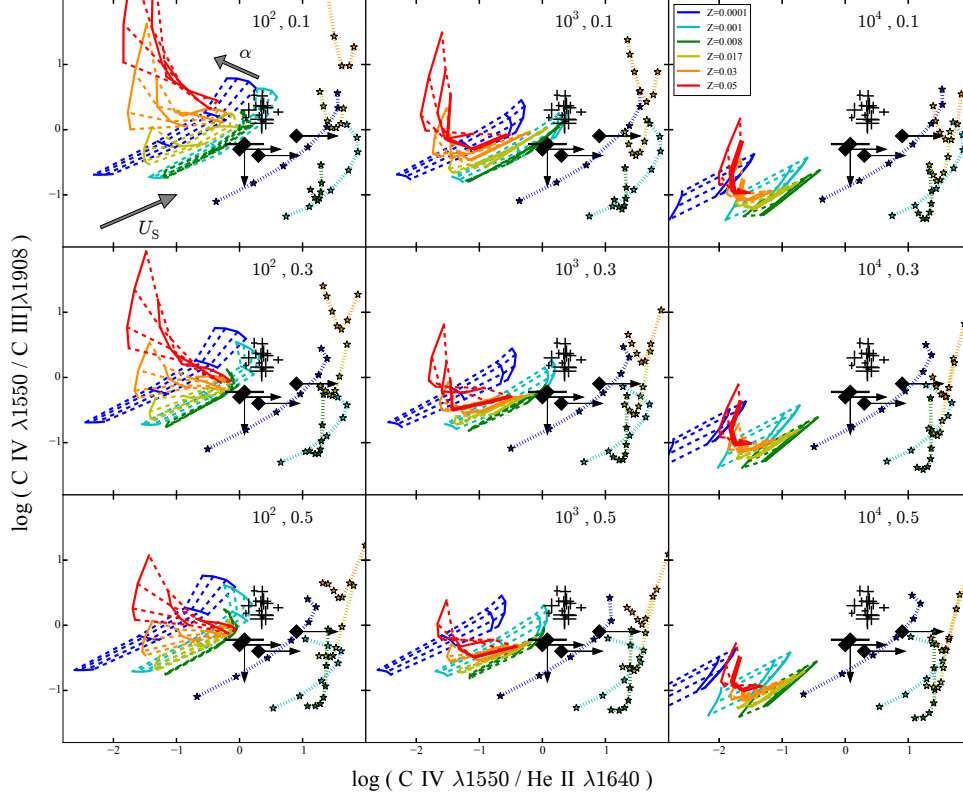 10², 0.1
10³, 0.1
10⁴, 0.1
Z=0.0001
Z=0.001
Z=0.008
Z=0.017
Z=0.03
Z=0.05
α
U_S
1
0
−1
10², 0.3
10³, 0.3
10⁴, 0.3
1
0
−1
10², 0.5
10³, 0.5
10⁴, 0.5
1
0
−1
−2 −1 0 1 −2 −1 0 1 −2 −1 0 1
log ( C IV λ1550 / He II λ1640 )
log ( C IV λ1550 / C III]λ1908 )